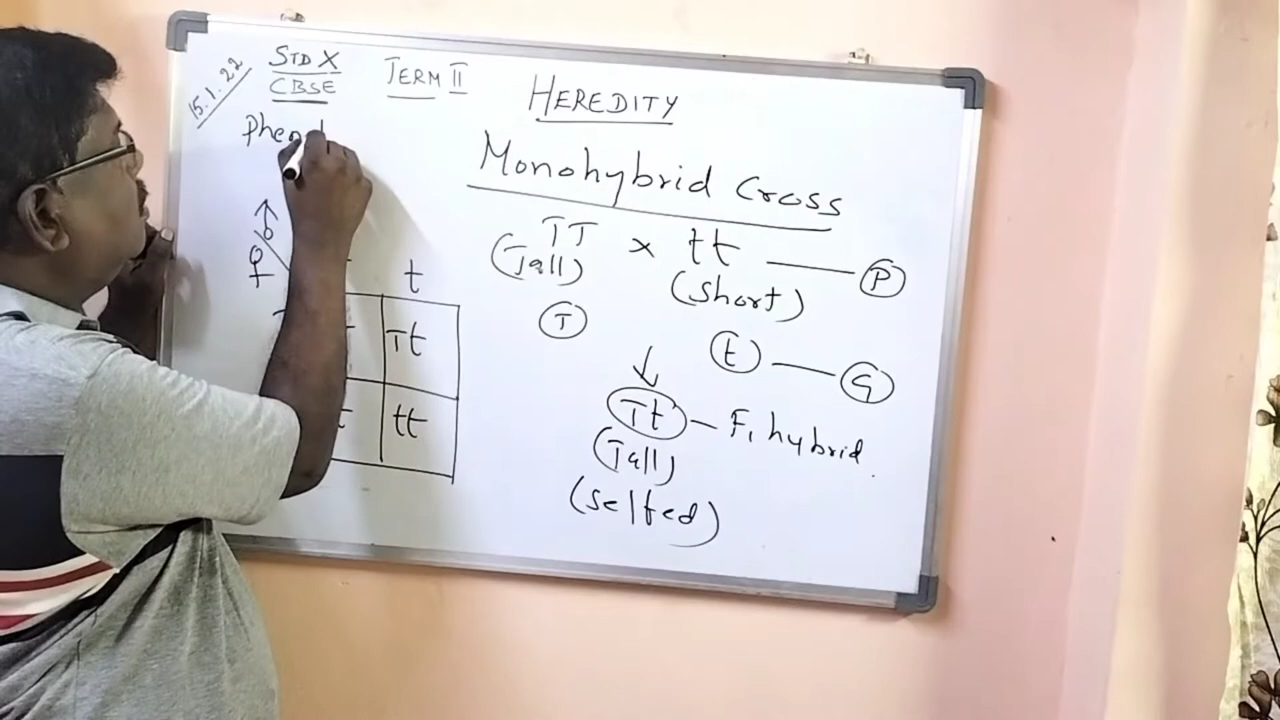 15.1.22
STD X
CBSE
TERM II
HEREDITY
Monohybrid Cross
TT x tt — P
(Tall) (Short)
T
t — G
Tt — F1 hybrid.
(Tall)
(Selfed)
♀ ♂
t
Tt
tt